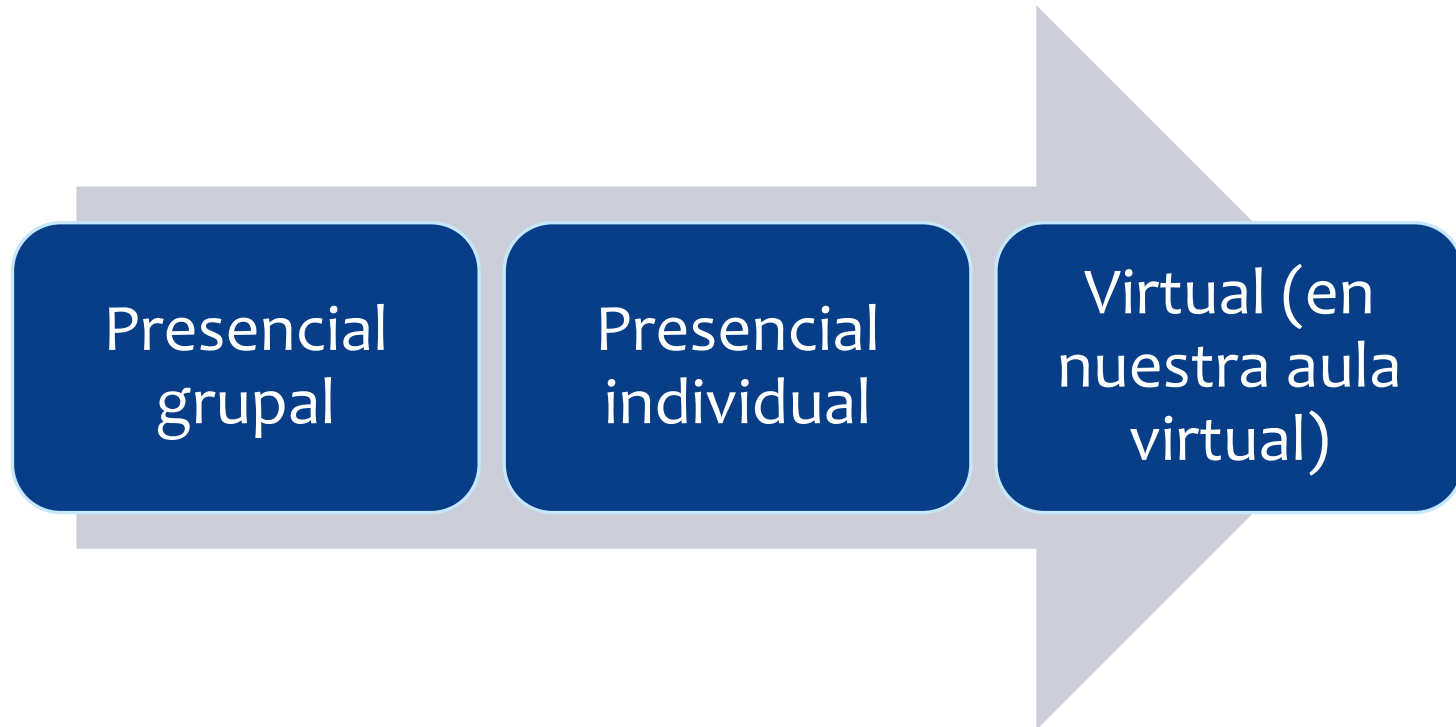 Presencial
grupal
Presencial
individual
Virtual (en
nuestra aula
virtual)